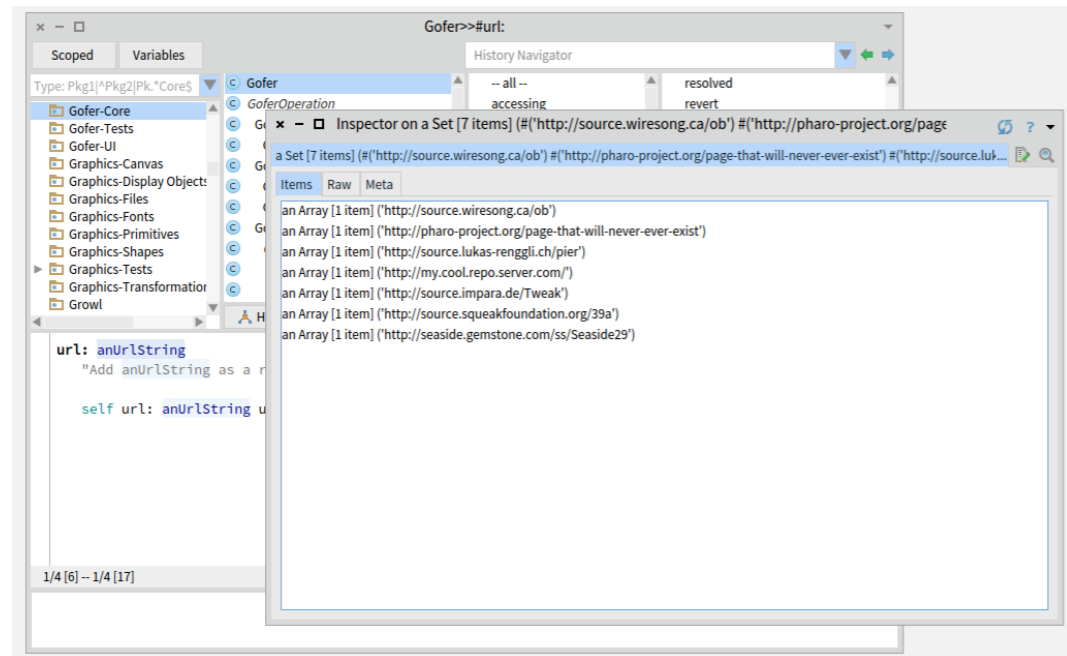 Gofer>>#url:
Scoped
Variables
History Navigator
Type: Pkg1|^Pkg2|Pk.*Core$
Gofer-Core
Gofer-Tests
Gofer-UI
Graphics-Canvas
Graphics-Display Objects
Graphics-Files
Graphics-Fonts
Graphics-Primitives
Graphics-Shapes
Graphics-Tests
Graphics-Transformation
Growl
C Gofer
C GoferOperation
-- all --
accessing
resolved
revert
Inspector on a Set [7 items] (#('http://source.wiresong.ca/ob') #('http://pharo-project.org/page
?
a Set [7 items] (#('http://source.wiresong.ca/ob') #('http://pharo-project.org/page-that-will-never-ever-exist') #('http://source.luk...
Items
Raw
Meta
an Array [1 item] ('http://source.wiresong.ca/ob')
an Array [1 item] ('http://pharo-project.org/page-that-will-never-ever-exist')
an Array [1 item] ('http://source.lukas-renggli.ch/pier')
an Array [1 item] ('http://my.cool.repo.server.com/')
an Array [1 item] ('http://source.impara.de/Tweak')
an Array [1 item] ('http://source.squeakfoundation.org/39a')
an Array [1 item] ('http://seaside.gemstone.com/ss/Seaside29')
url: anUrlString
"Add anUrlString as a r
self url: anUrlString u
1/4 [6] -- 1/4 [17]